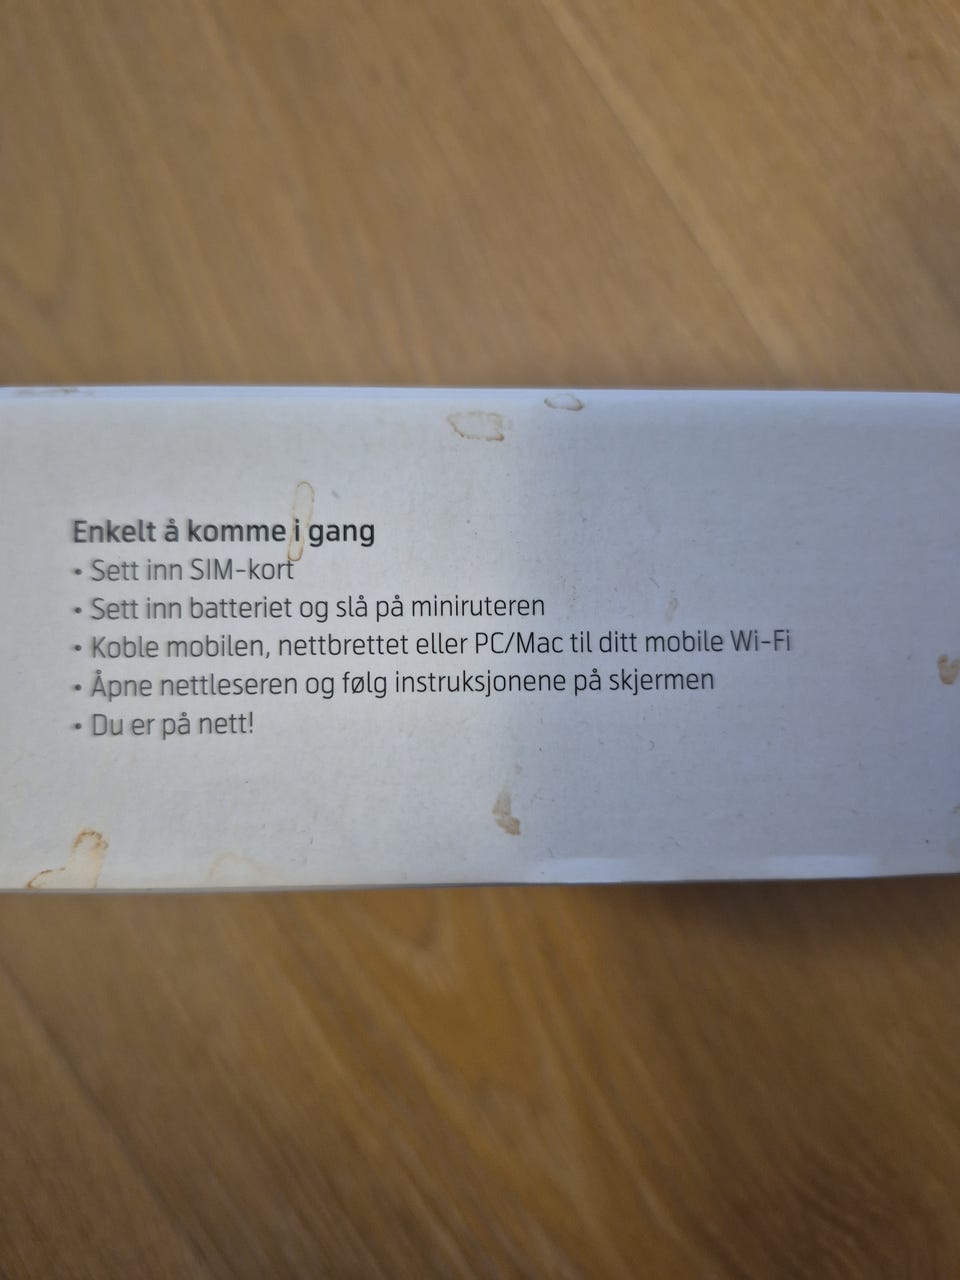 Enkelt å komme i gang
• Sett inn SIM-kort
• Sett inn batteriet og slå på miniruteren
• Koble mobilen, nettbrettet eller PC/Mac til ditt mobile Wi-Fi
• Åpne nettleseren og følg instruksjonene på skjermen
• Du er på nett!